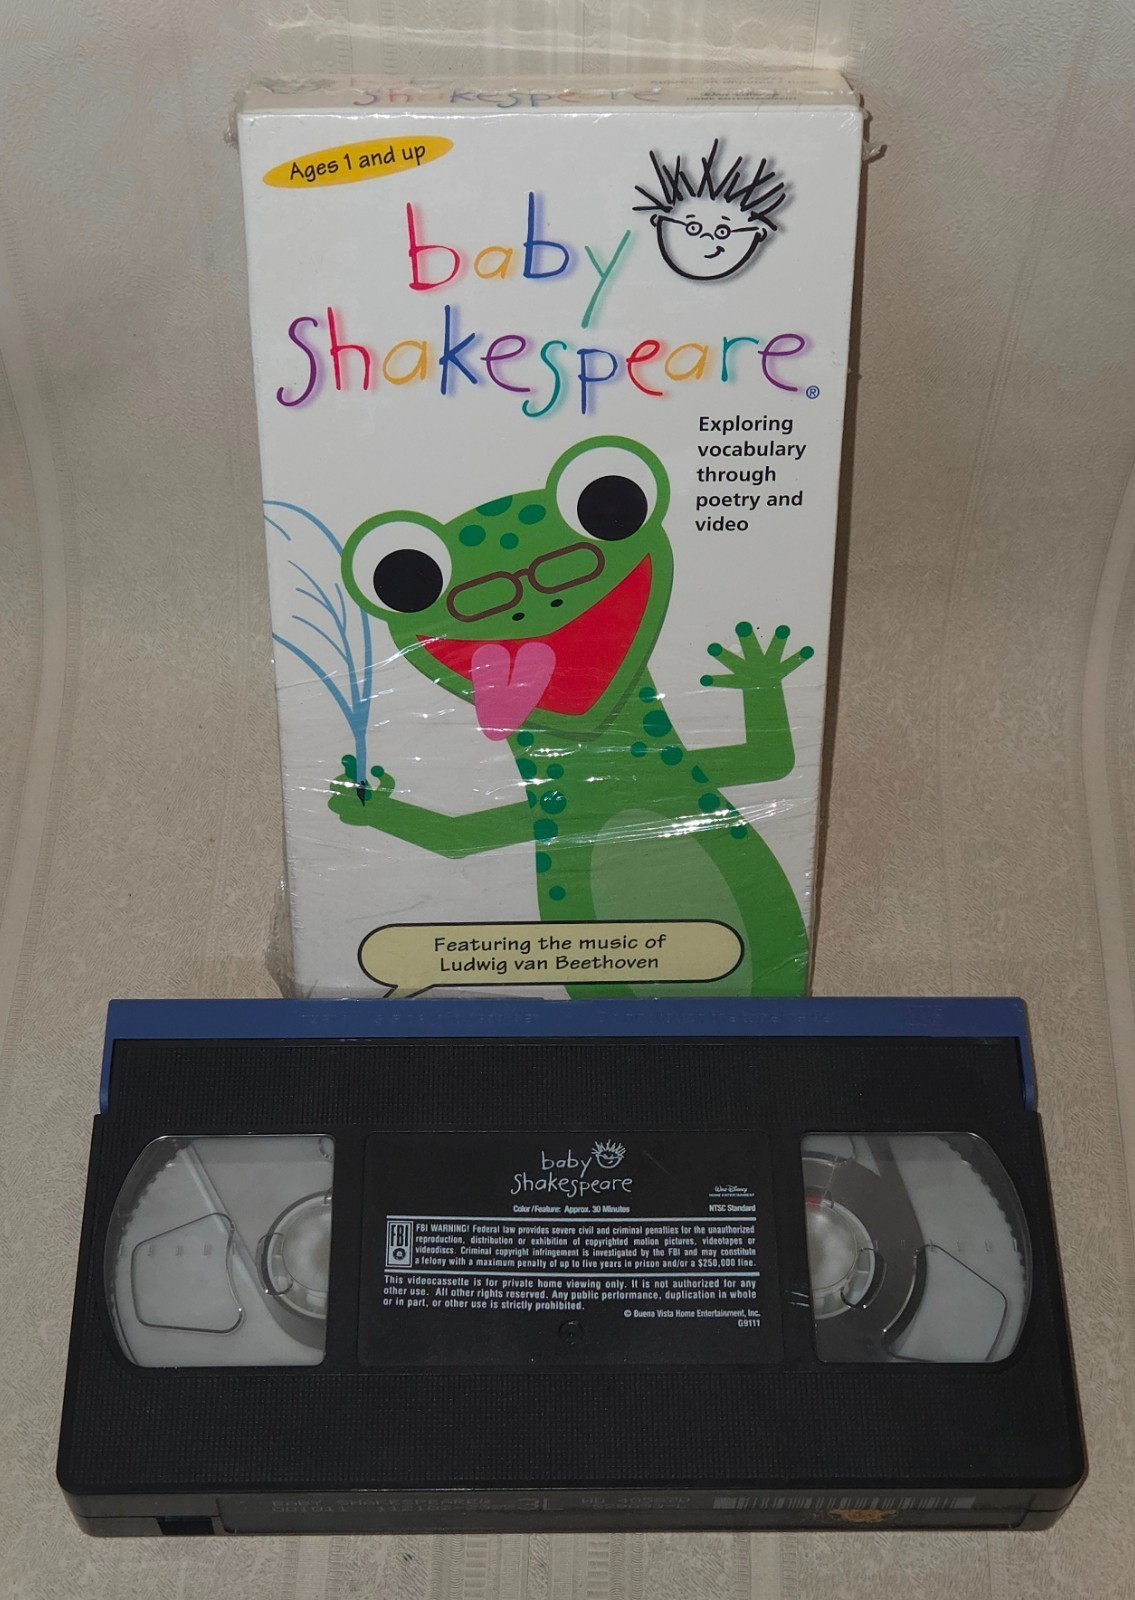 Shakespeare
Ages 1 and up
baby
Shakespeare®
Exploring
vocabulary
through
poetry and
video
Featuring the music of
Ludwig van Beethoven
baby
Shakespeare
Walt Disney
HOME ENTERTAINMENT
Color/Feature: Approx. 30 Minutes
NTSC Standard
FBI
FBI WARNING! Federal law provides severe civil and criminal penalties for the unauthorized
reproduction, distribution or exhibition of copyrighted motion pictures, videotapes or
videodiscs. Criminal copyright infringement is investigated by the FBI and may constitute
a felony with a maximum penalty of up to five years in prison and/or a $250,000 fine.
This videocassette is for private home viewing only. It is not authorized for any
other use. All other rights reserved. Any public performance, duplication in whole
or in part, or other use is strictly prohibited.
© Buena Vista Home Entertainment, Inc.
G9111
BABY SHAKESPEARE